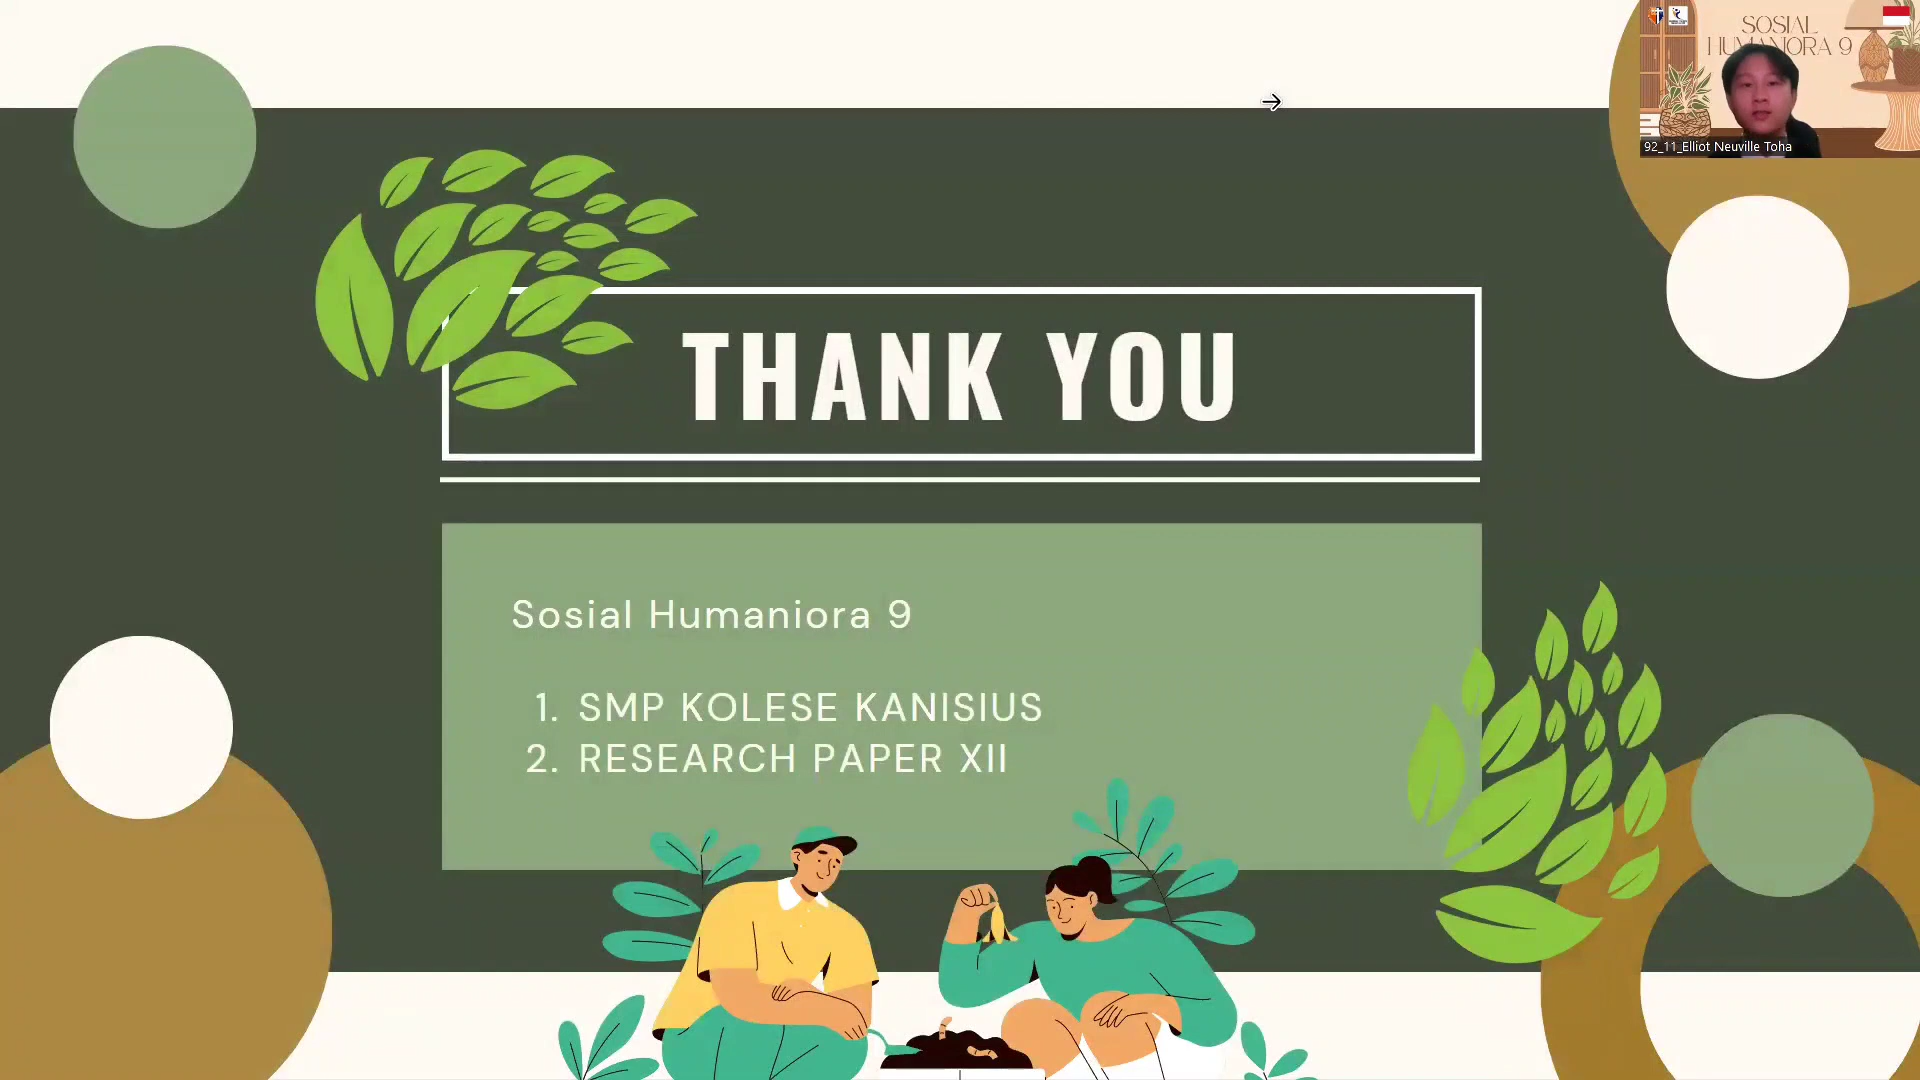 SOSIAL
HUMANIORA 9
92_11_Elliot Neuville Toha
THANK YOU
Sosial Humaniora 9
1. SMP KOLESE KANISIUS
2. RESEARCH PAPER XII